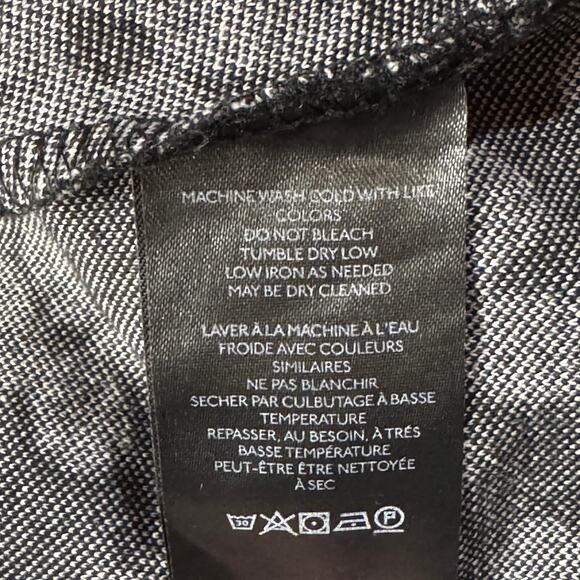 MACHINE WASH COLD WITH LIKE
COLORS
DO NOT BLEACH
TUMBLE DRY LOW
LOW IRON AS NEEDED
MAY BE DRY CLEANED
LAVER À LA MACHINE À L'EAU
FROIDE AVEC COULEURS
SIMILAIRES
NE PAS BLANCHIR
SECHER PAR CULBUTAGE À BASSE
TEMPERATURE
REPASSER, AU BESOIN, À TRÉS
BASSE TEMPÉRATURE
PEUT-ÊTRE ÊTRE NETTOYÉE
À SEC
30 P